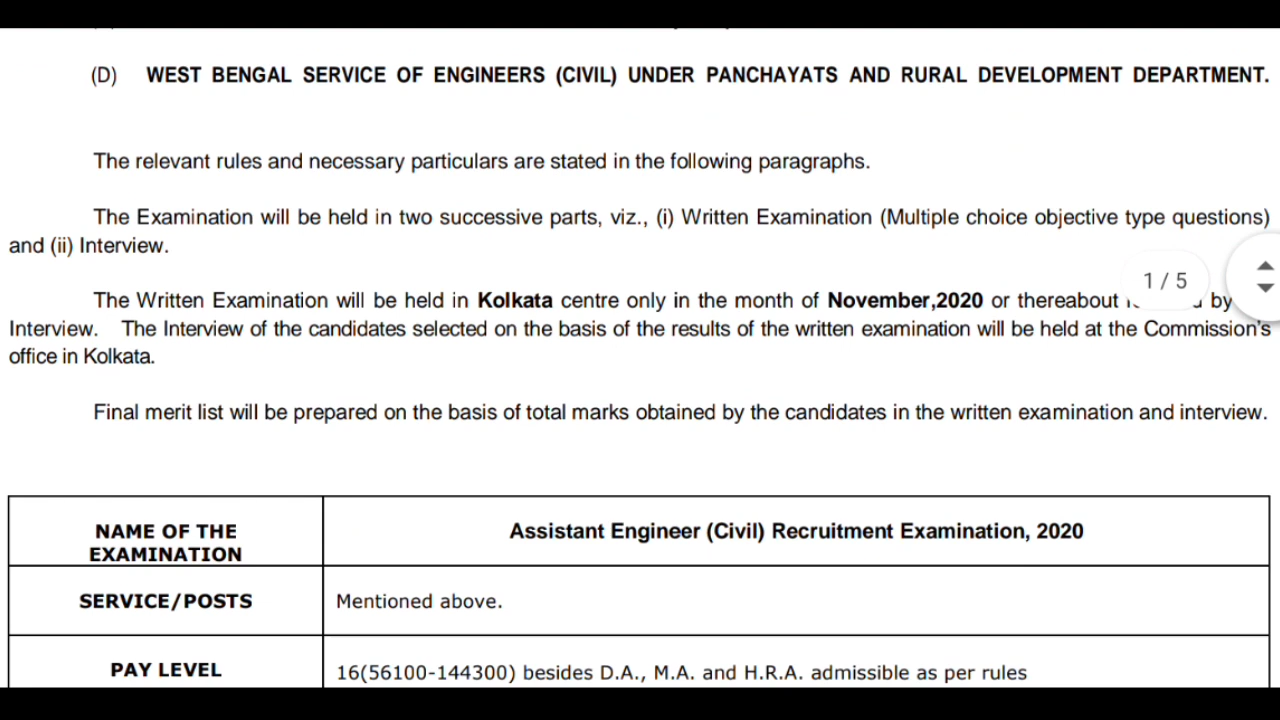 (D) WEST BENGAL SERVICE OF ENGINEERS (CIVIL) UNDER PANCHAYATS AND RURAL DEVELOPMENT DEPARTMENT.
The relevant rules and necessary particulars are stated in the following paragraphs.
The Examination will be held in two successive parts, viz., (i) Written Examination (Multiple choice objective type questions)
and (ii) Interview.
1 / 5
The Written Examination will be held in Kolkata centre only in the month of November,2020 or thereabout by
Interview. The Interview of the candidates selected on the basis of the results of the written examination will be held at the Commission's
office in Kolkata.
Final merit list will be prepared on the basis of total marks obtained by the candidates in the written examination and interview.
NAME OF THE
EXAMINATION
Assistant Engineer (Civil) Recruitment Examination, 2020
SERVICE/POSTS
Mentioned above.
PAY LEVEL
16(56100-144300) besides D.A., M.A. and H.R.A. admissible as per rules